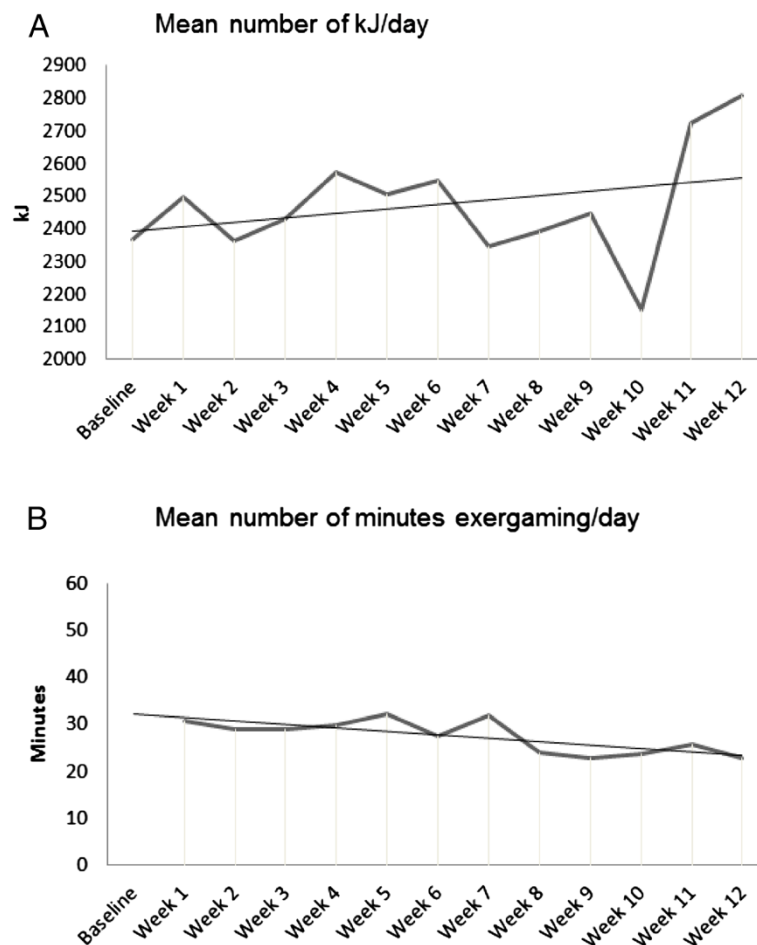 A Mean number of kJ/day
2900
2800
2700
2600
2500
2400
2300
2200
2100
2000
kJ
Baseline
Week 1
Week 2
Week 3
Week 4
Week 5
Week 6
Week 7
Week 8
Week 9
Week 10
Week 11
Week 12
B Mean number of minutes exergaming/day
60
50
40
30
20
10
0
Minutes
Baseline
Week 1
Week 2
Week 3
Week 4
Week 5
Week 6
Week 7
Week 8
Week 9
Week 10
Week 11
Week 12